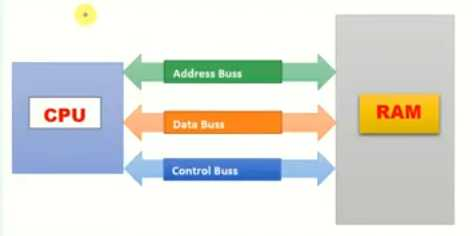 Address Buss
CPU
RAM
Data Buss
Control Buss